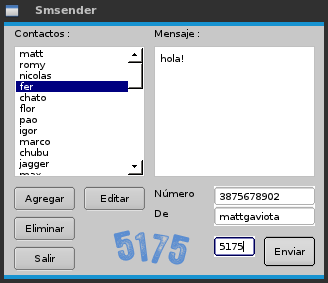 Smsender
Contactos :
Mensaje :
matt
romy
nicolas
fer
chato
flor
pao
igor
marco
chubu
jagger
hola!
Agregar
Editar
Eliminar
Salir
Número
3875678902
De
mattgaviota
5175
5175
Enviar